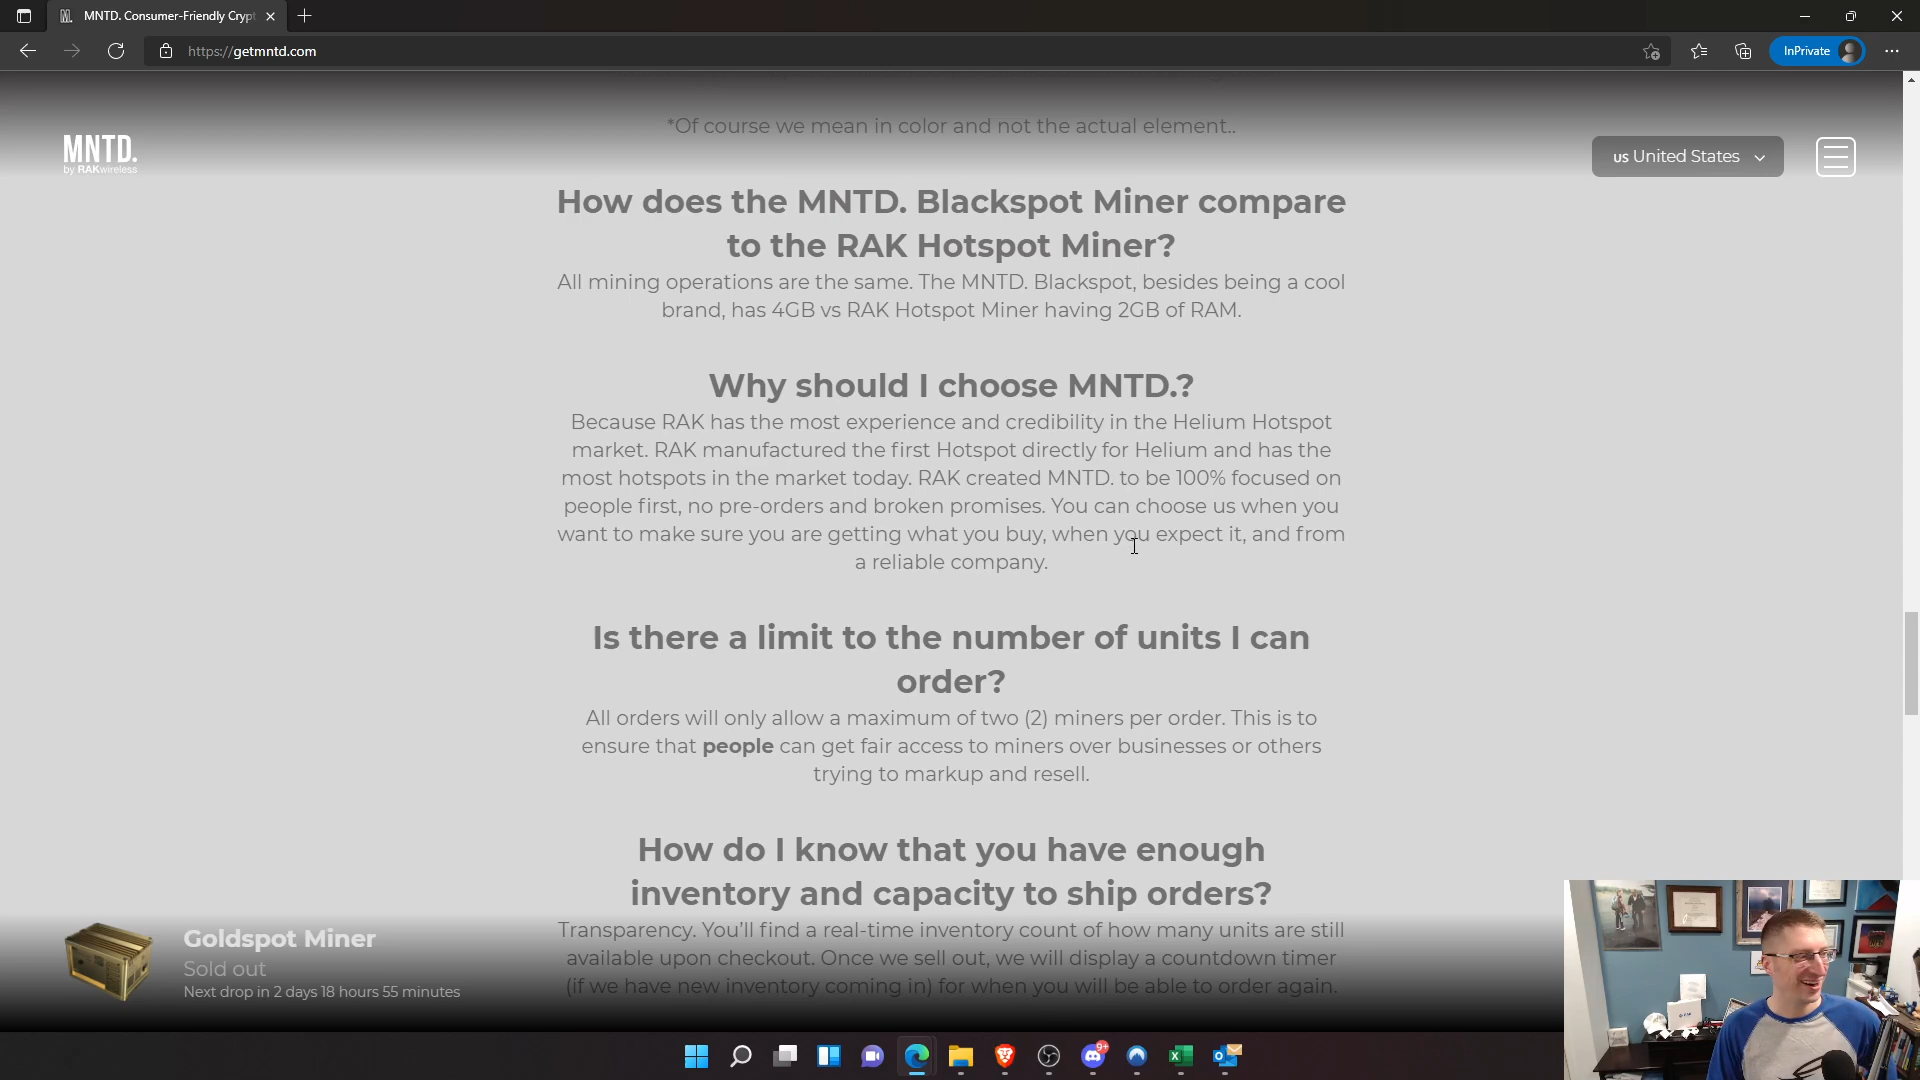 MNTD. Consumer-Friendly Cryp
https://getmntd.com
InPrivate
*Of course we mean in color and not the actual element..
MNTD.
by RAKwireless
US United States
How does the MNTD. Blackspot Miner compare
to the RAK Hotspot Miner?
All mining operations are the same. The MNTD. Blackspot, besides being a cool
brand, has 4GB vs RAK Hotspot Miner having 2GB of RAM.
Why should I choose MNTD.?
Because RAK has the most experience and credibility in the Helium Hotspot
market. RAK manufactured the first Hotspot directly for Helium and has the
most hotspots in the market today. RAK created MNTD. to be 100% focused on
people first, no pre-orders and broken promises. You can choose us when you
want to make sure you are getting what you buy, when you expect it, and from
a reliable company.
Is there a limit to the number of units I can
order?
All orders will only allow a maximum of two (2) miners per order. This is to
ensure that people can get fair access to miners over businesses or others
trying to markup and resell.
How do I know that you have enough
inventory and capacity to ship orders?
Transparency. You'll find a real-time inventory count of how many units are still
available upon checkout. Once we sell out, we will display a countdown timer
(if we have new inventory coming in) for when you will be able to order again.
Goldspot Miner
Sold out
Next drop in 2 days 18 hours 55 minutes
9+